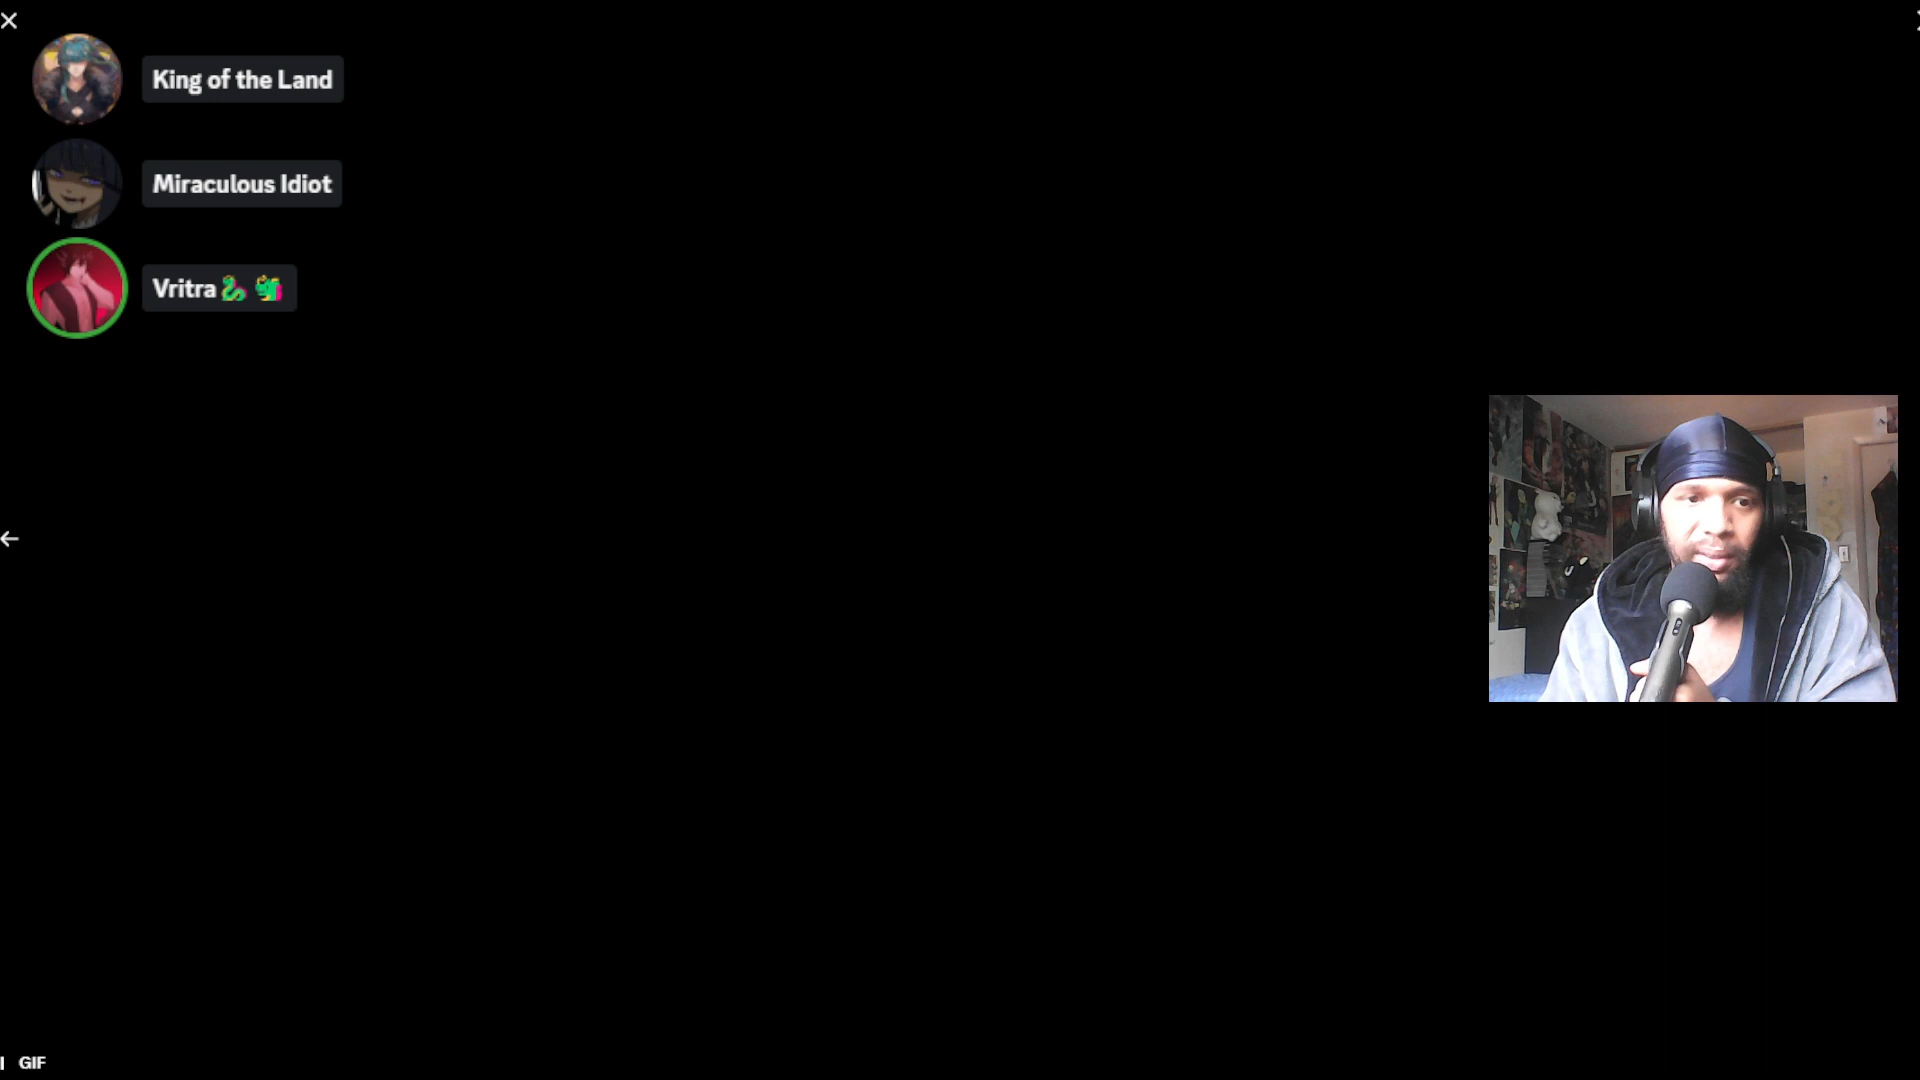 King of the Land
Miraculous Idiot
Vritra🐍 🐲
GIF